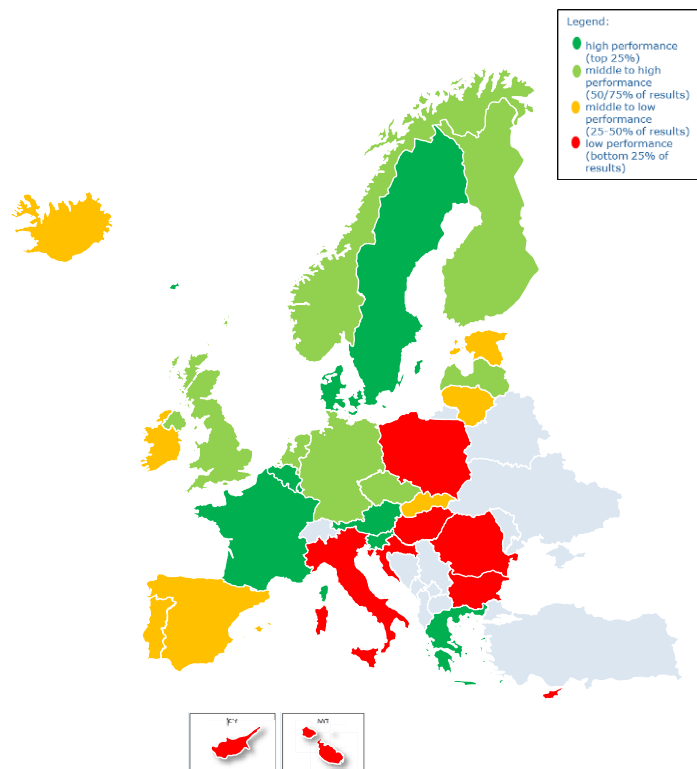 Legend:
high performance
(top 25%)
middle to high
performance
(50/75% of results)
middle to low
performance
(25-50% of results)
low performance
(bottom 25% of
results)
CY
MT